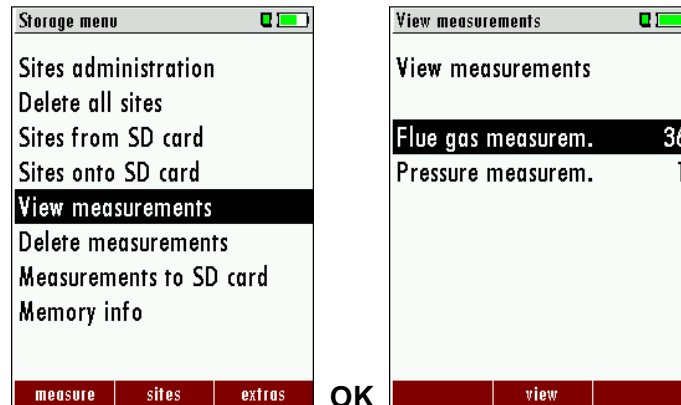 Storage menu
Sites administration
Delete all sites
Sites from SD card
Sites onto SD card
View measurements
Delete measurements
Measurements to SD card
Memory info
measure sites extras
OK
View measurements
View measurements
Flue gas measurem. 36
Pressure measurem.
view